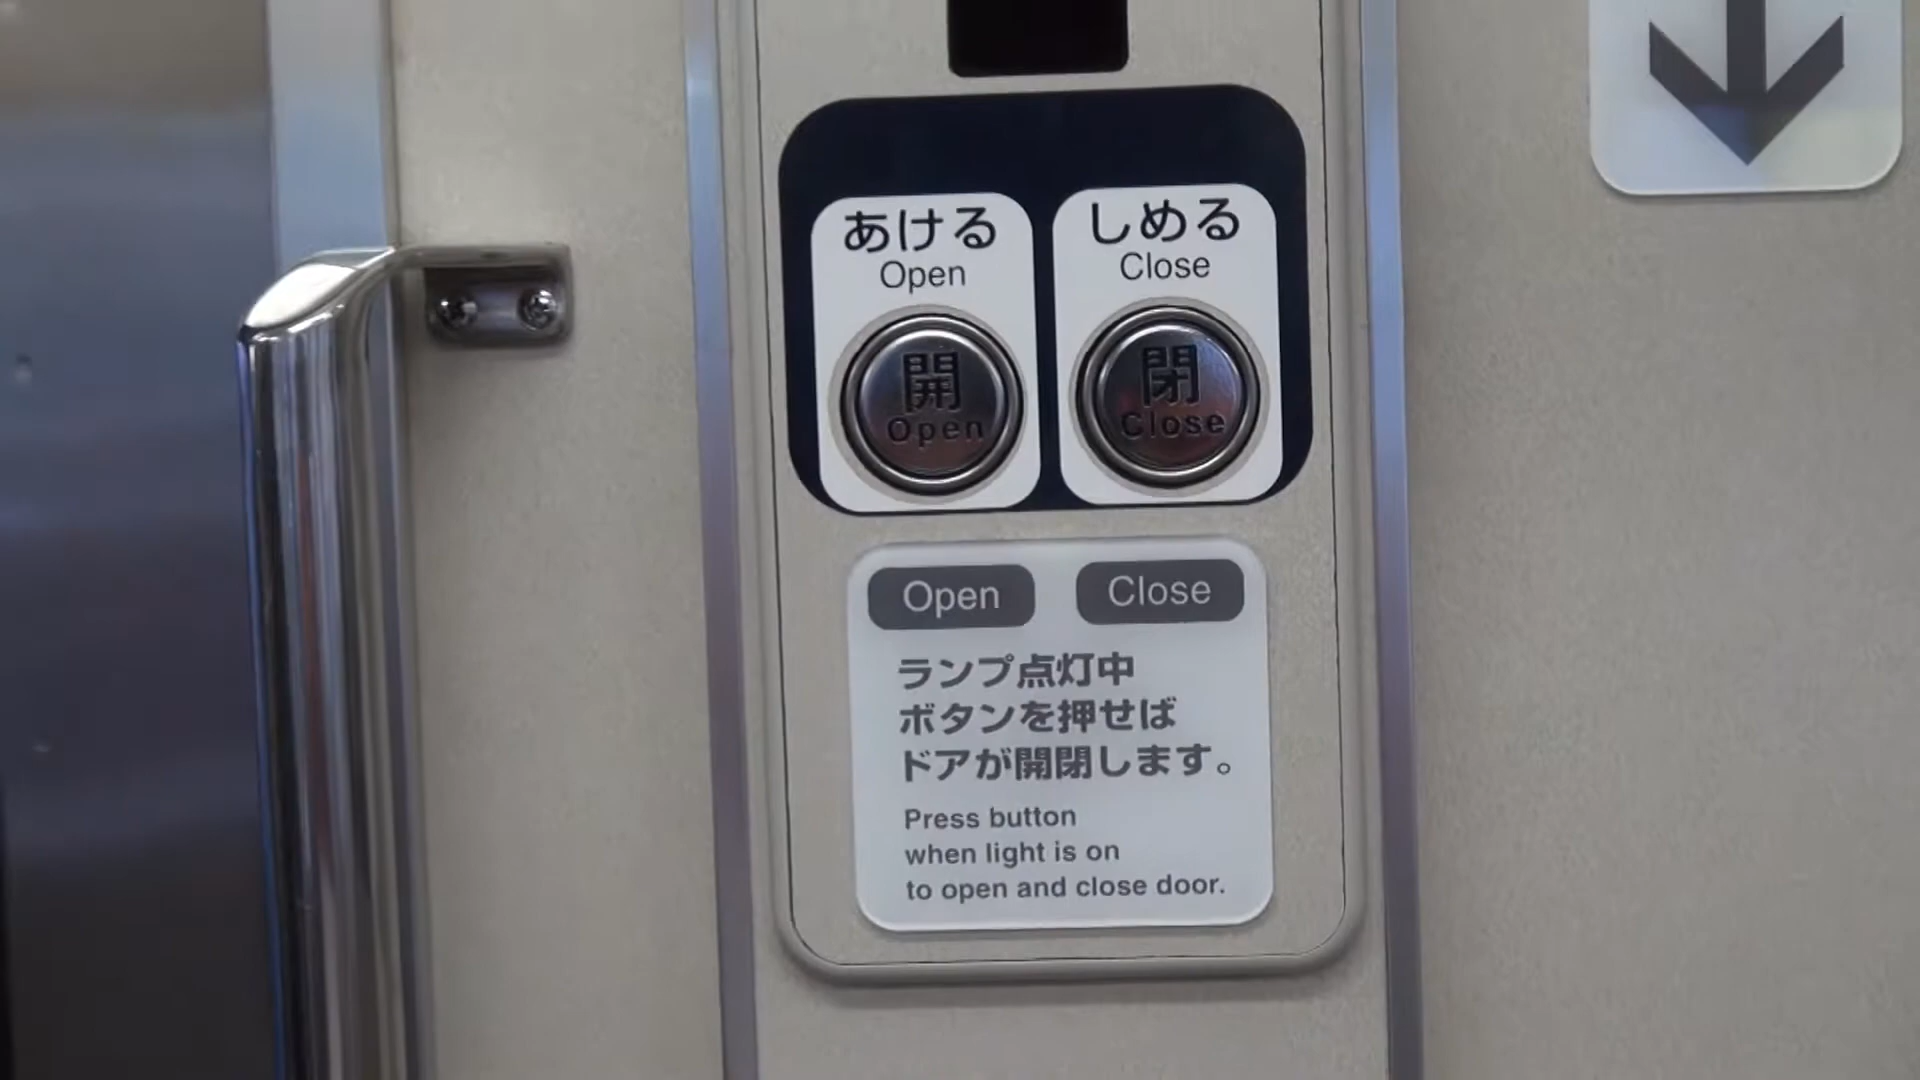 あける
Open
開
Open
しめる
Close
閉
Close
Open
Close
ランプ点灯中
ボタンを押せば
ドアが開閉します。
Press button
when light is on
to open and close door.